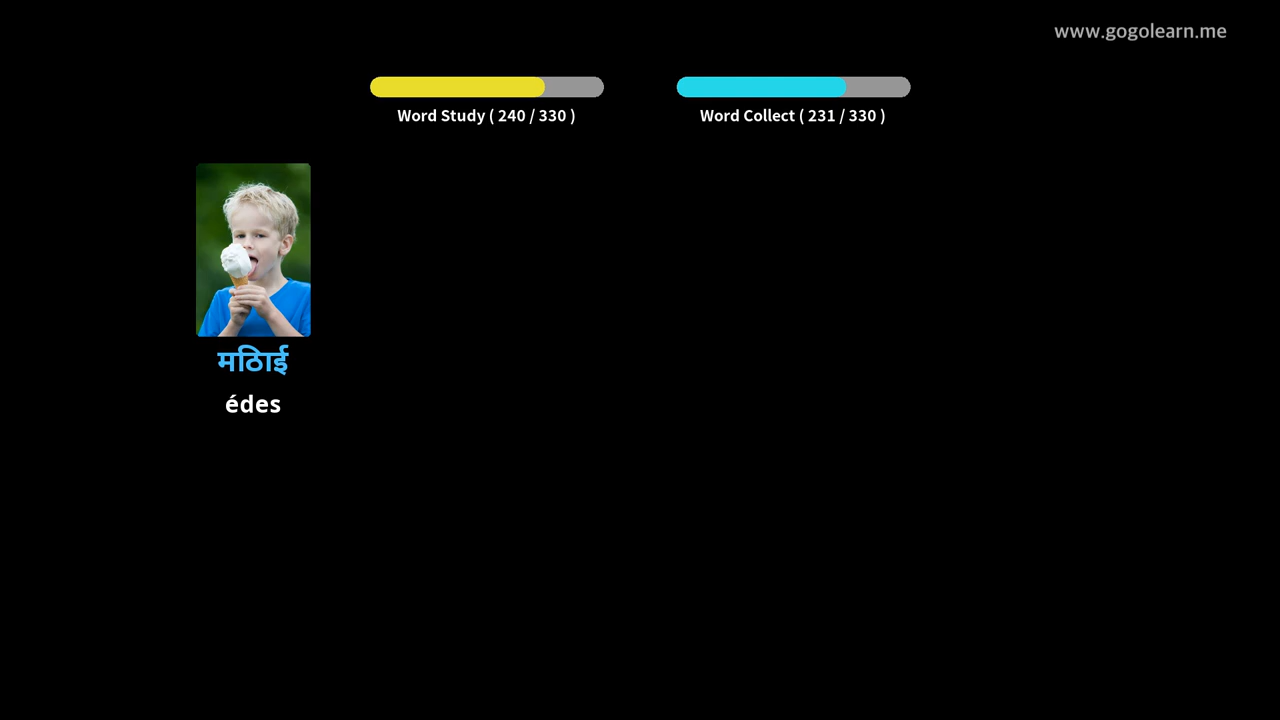 www.gogolearn.me
Word Study ( 240 / 330 )
Word Collect ( 231 / 330 )
मठिाई
édes